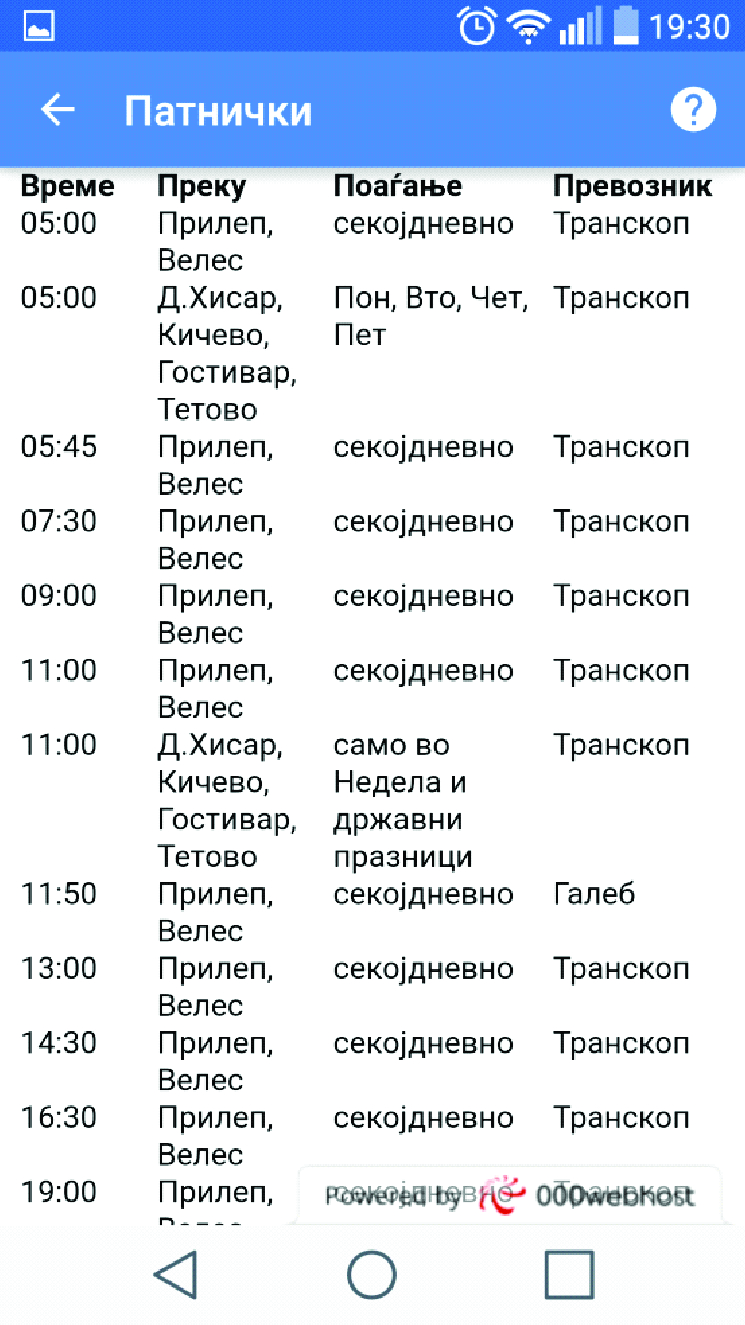 19:30
Патнички
?
Време Преку Поаѓање Превозник
05:00 Прилеп, секојдневно Транскоп
Велес
05:00 Д.Хисар, Пон, Вто, Чет, Транскоп
Кичево, Пет
Гостивар,
Тетово
05:45 Прилеп, секојдневно Транскоп
Велес
07:30 Прилеп, секојдневно Транскоп
Велес
09:00 Прилеп, секојдневно Транскоп
Велес
11:00 Прилеп, секојдневно Транскоп
Велес
11:00 Д.Хисар, само во Транскоп
Кичево, Недела и
Гостивар, државни
Тетово празници
11:50 Прилеп, секојдневно Галеб
Велес
13:00 Прилеп, секојдневно Транскоп
Велес
14:30 Прилеп, секојдневно Транскоп
Велес
16:30 Прилеп, секојдневно Транскоп
Велес
19:00 Прилеп, секојдневно Транскоп
Powered by 000webhost
Велес